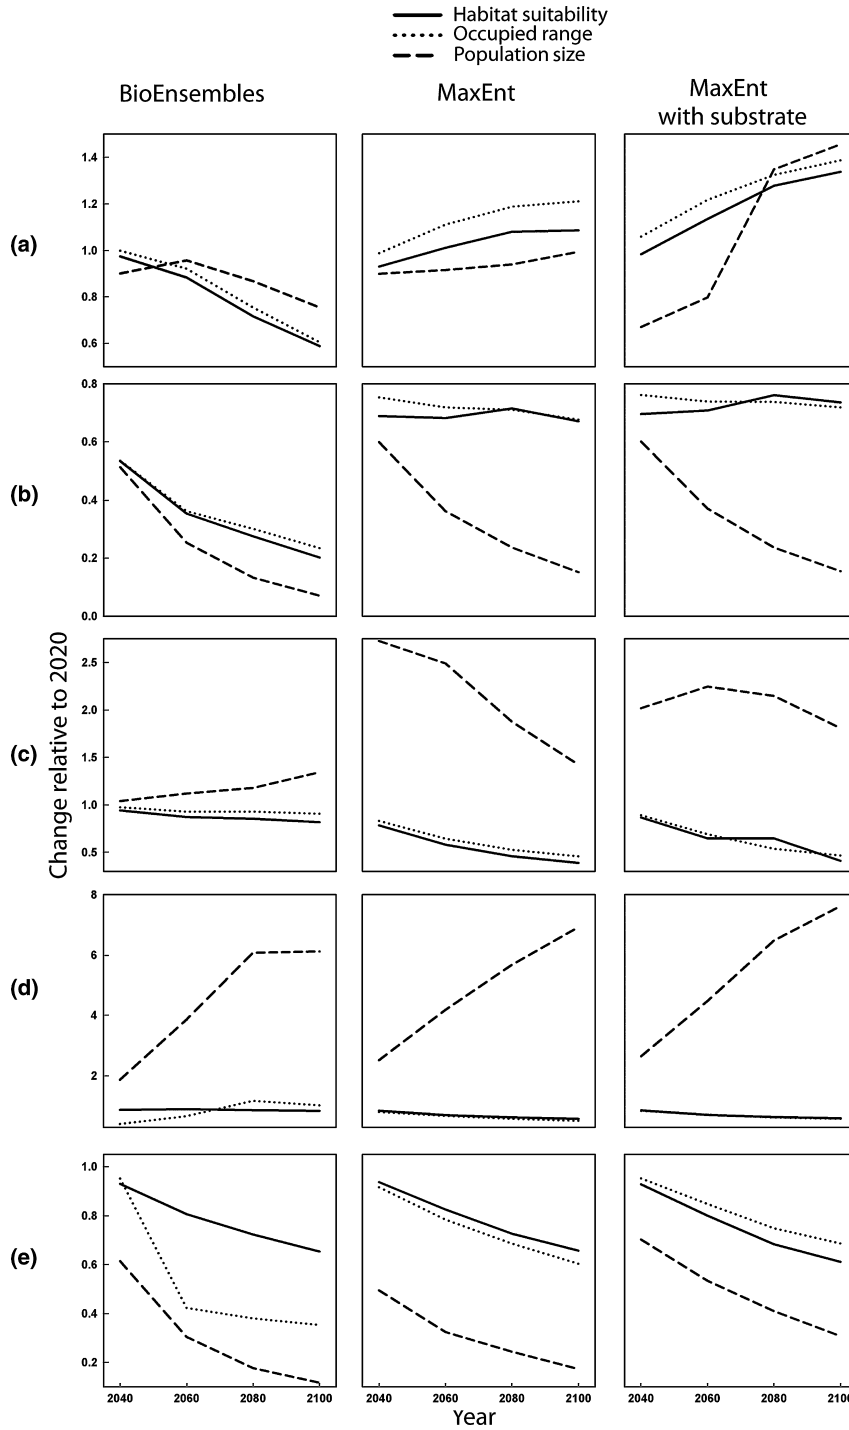 Habitat suitability
Occupied range
Population size
BioEnsembles
MaxEnt
MaxEnt
with substrate
(a)
1.4
1.2
1.0
0.8
0.6
(b)
0.8
0.6
0.4
0.2
0.0
Change relative to 2020
(c)
2.5
2.0
1.5
1.0
0.5
(d)
8
6
4
2
(e)
1.0
0.8
0.6
0.4
0.2
2040 2060 2080 2100 2040 2060 2080 2100 2040 2060 2080 2100
Year